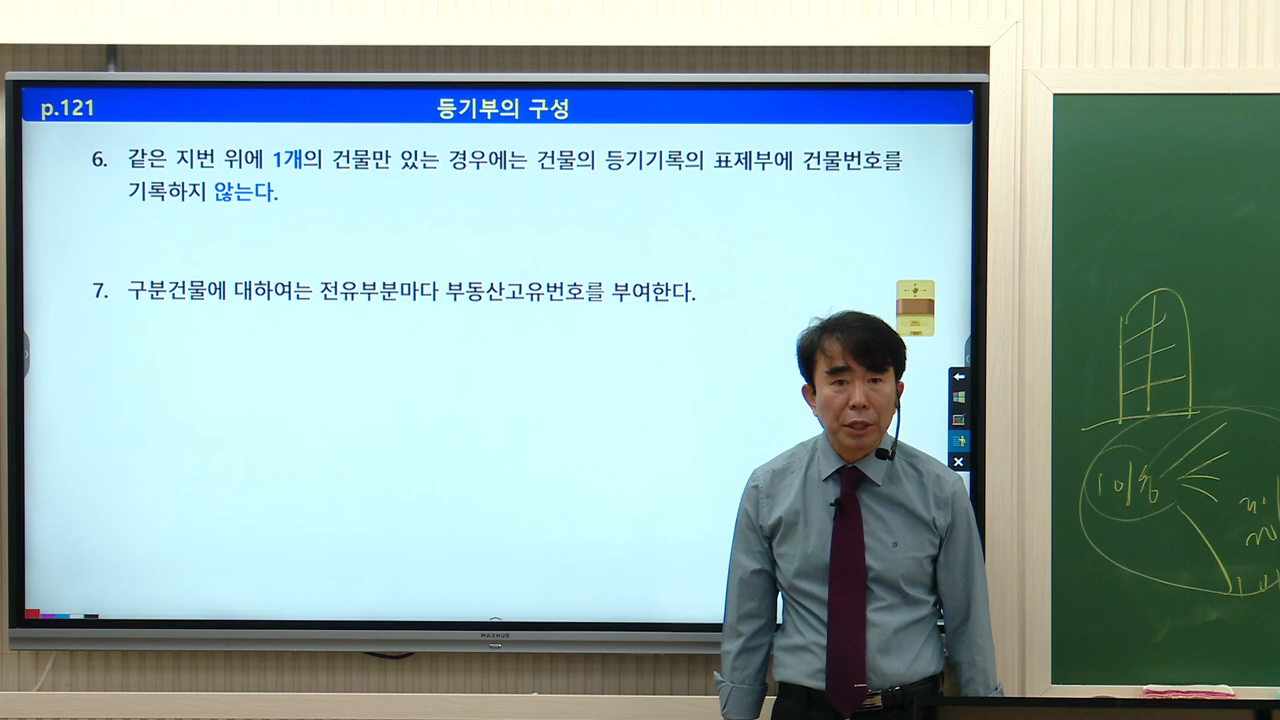 p.121
등기부의 구성
6. 같은 지번 위에 1개의 건물만 있는 경우에는 건물의 등기기록의 표제부에 건물번호를
기록하지 않는다.
7. 구분건물에 대하여는 전유부분마다 부동산고유번호를 부여한다.
MAXHUB